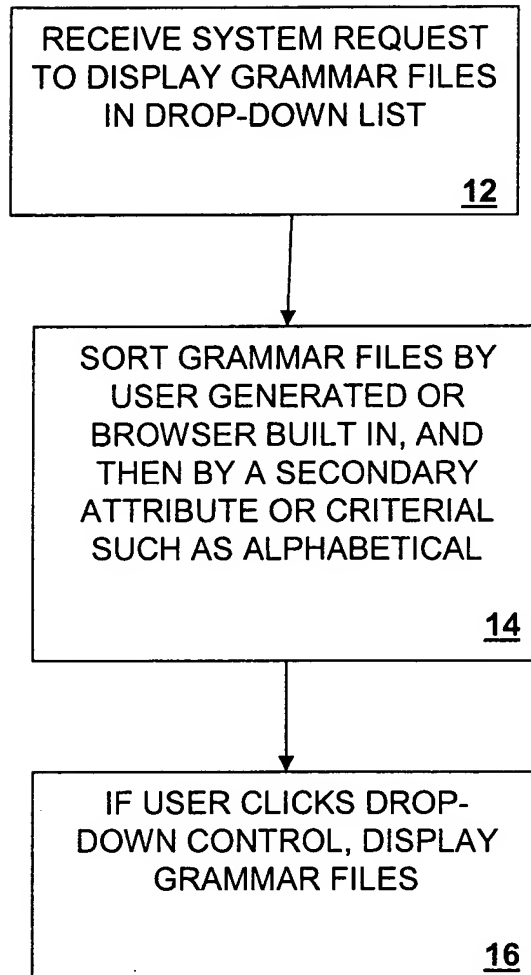 RECEIVE SYSTEM REQUEST
TO DISPLAY GRAMMAR FILES
IN DROP-DOWN LIST
12
SORT GRAMMAR FILES BY
USER GENERATED OR
BROWSER BUILT IN, AND
THEN BY A SECONDARY
ATTRIBUTE OR CRITERIAL
SUCH AS ALPHABETICAL
14
IF USER CLICKS DROP-
DOWN CONTROL, DISPLAY
GRAMMAR FILES
16